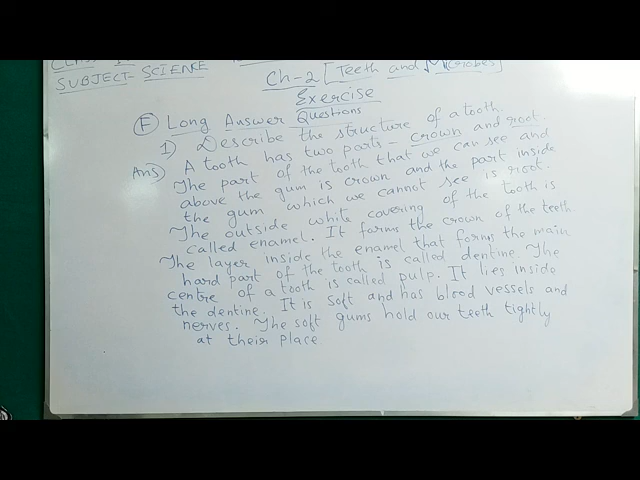 SUBJECT- SCIENCE
Ch-2 [Teeth and Microbes]
Exercise
(F) Long Answer Questions
1) Describe the structure of a tooth.
Ans) A tooth has two parts - crown and root.
The part of the tooth that we can see and
above the gum is crown and the part inside
the gum which we cannot see is root.
The outside white covering of the tooth is
called enamel. It forms the crown of the teeth.
The layer inside the enamel that forms the main
hard part of the tooth is called dentine. The
centre of a tooth is called pulp. It lies inside
the dentine. It is soft and has blood vessels and
nerves. The soft gums hold our teeth tightly
at their place